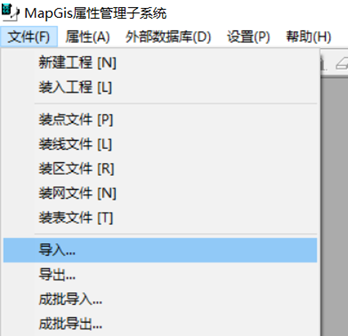 MapGis属性管理子系统
文件(F) 属性(A) 外部数据库(D) 设置(P) 帮助(H)
新建工程 [N]
装入工程 [L]
装点文件 [P]
装线文件 [L]
装区文件 [R]
装网文件 [N]
装表文件 [T]
导入...
导出...
成批导入...
成批导出...